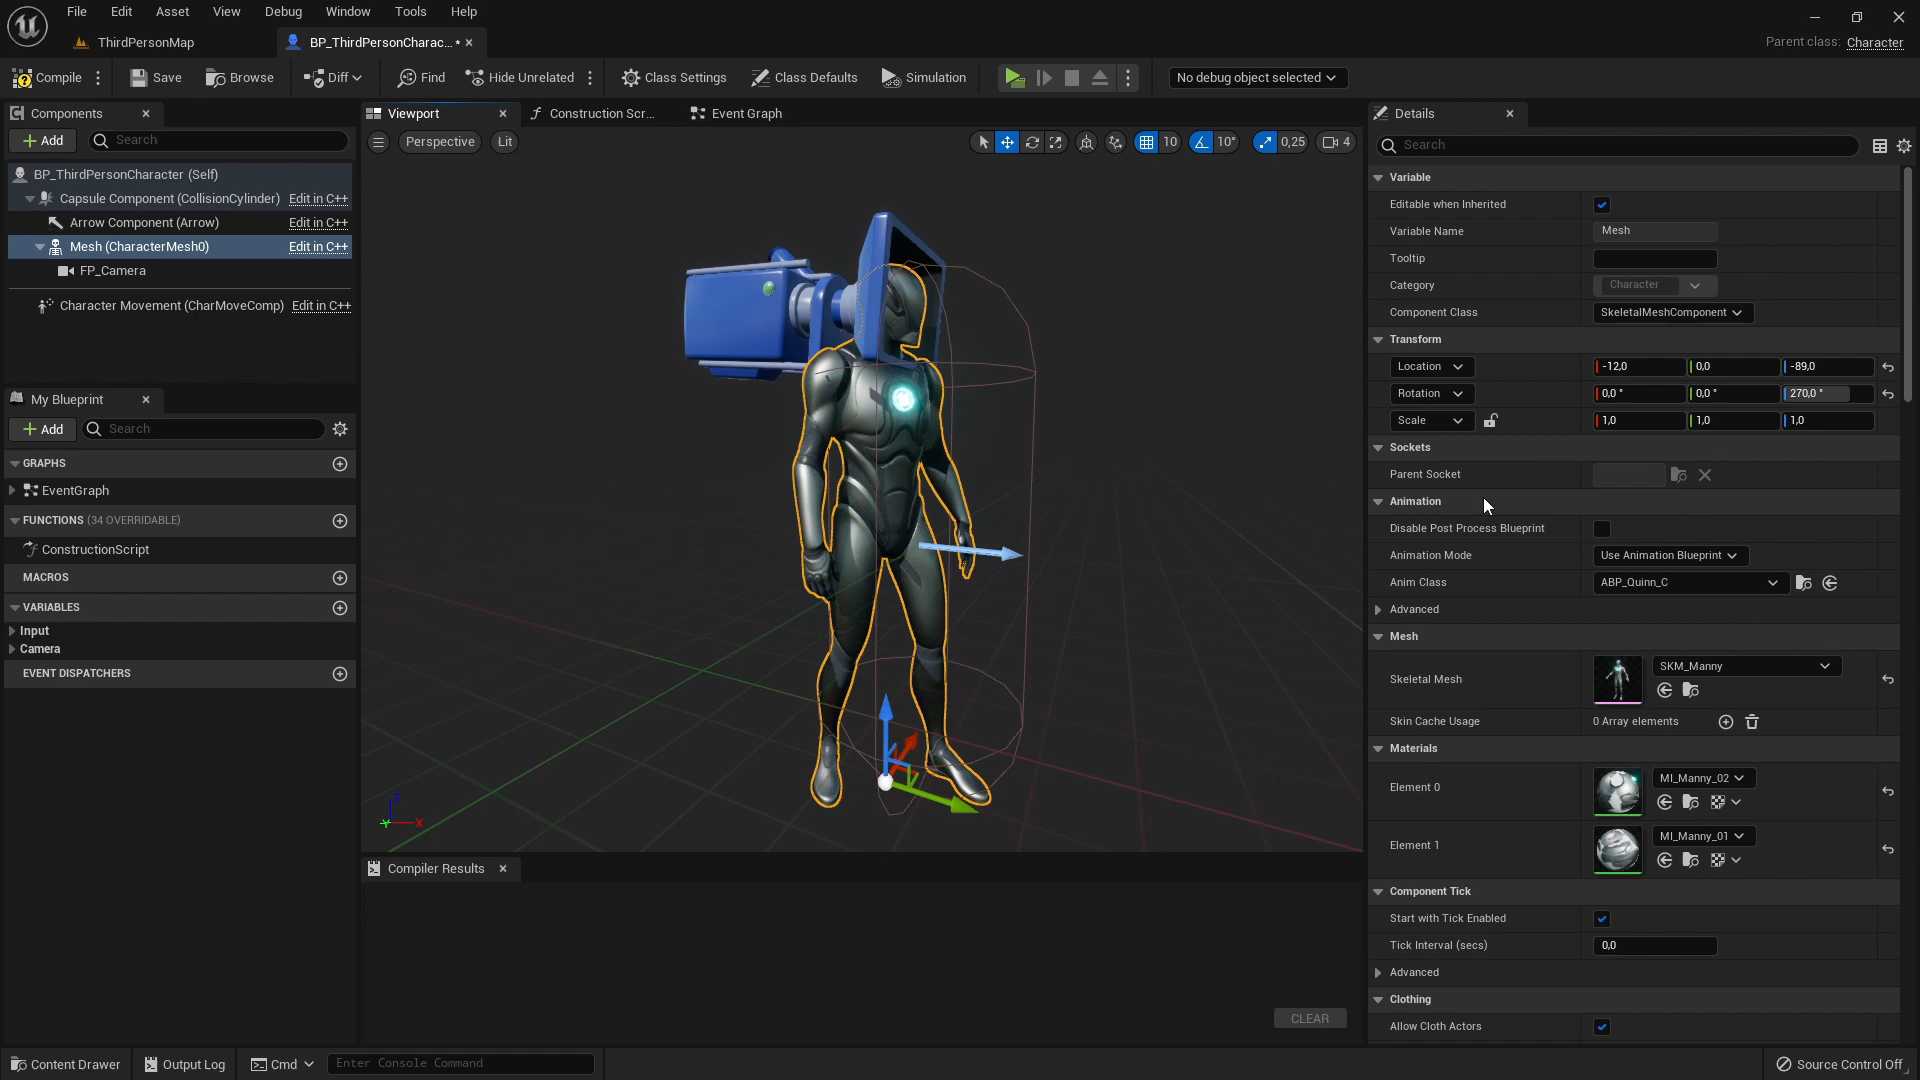 File Edit Asset View Debug Window Tools Help
ThirdPersonMap
BP_ThirdPersonCharac... •
Parent class: Character
Compile
Save
Browse
Diff
Find
Hide Unrelated
Class Settings
Class Defaults
Simulation
No debug object selected
Components
Add
Search
BP_ThirdPersonCharacter (Self)
Capsule Component (CollisionCylinder) Edit in C++
Arrow Component (Arrow) Edit in C++
Mesh (CharacterMesh0) Edit in C++
FP_Camera
Character Movement (CharMoveComp) Edit in C++
My Blueprint
Add
Search
GRAPHS
EventGraph
FUNCTIONS (34 OVERRIDABLE)
ConstructionScript
MACROS
VARIABLES
Input
Camera
EVENT DISPATCHERS
Viewport
Construction Scr...
Event Graph
Perspective
Lit
10
10°
0,25
4
Z
Y
X
Compiler Results
CLEAR
Details
Search
Variable
Editable when Inherited
Variable Name Mesh
Tooltip
Category Character
Component Class SkeletalMeshComponent
Transform
Location -12,0 0,0 -89,0
Rotation 0,0 ° 0,0 ° 270,0 °
Scale 1,0 1,0 1,0
Sockets
Parent Socket
Animation
Disable Post Process Blueprint
Animation Mode Use Animation Blueprint
Anim Class ABP_Quinn_C
Advanced
Mesh
Skeletal Mesh SKM_Manny
Skin Cache Usage 0 Array elements
Materials
Element 0 MI_Manny_02
Element 1 MI_Manny_01
Component Tick
Start with Tick Enabled
Tick Interval (secs) 0,0
Advanced
Clothing
Allow Cloth Actors
Content Drawer
Output Log
Cmd
Enter Console Command
Source Control Off